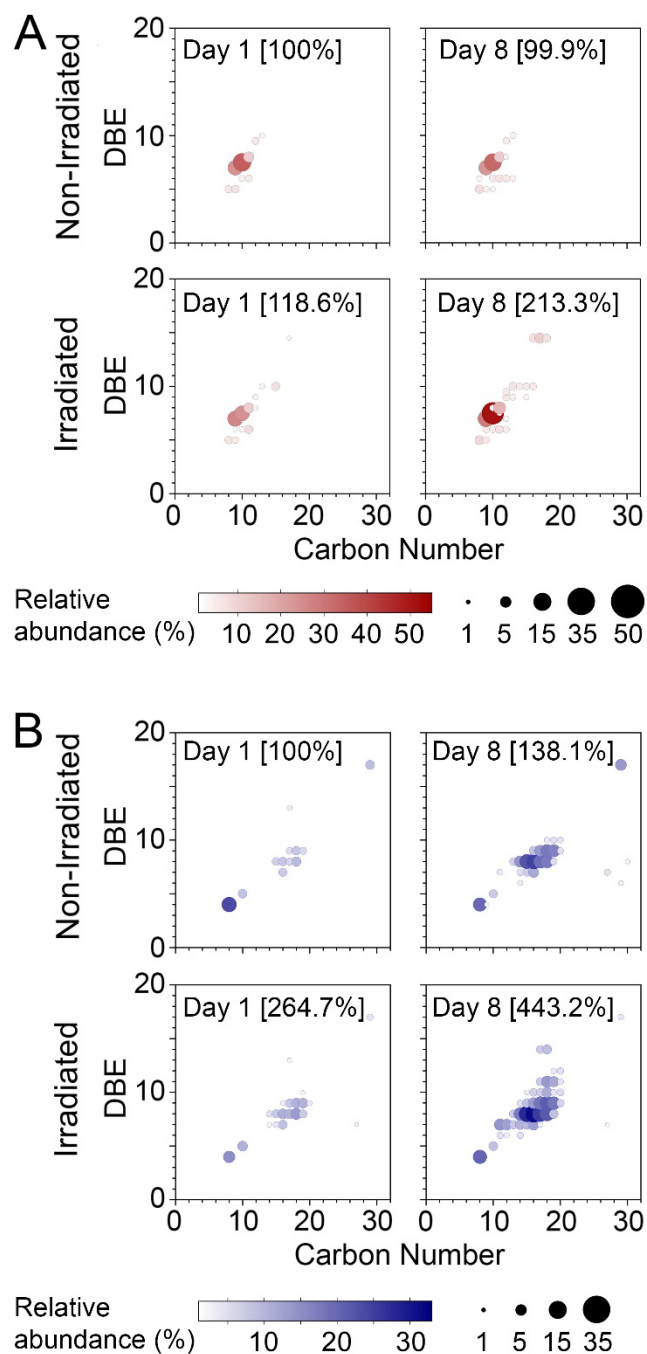 A
Non-Irradiated
DBE
20
10
0
Day 1 [100%]
Day 8 [99.9%]
Irradiated
DBE
20
10
0
Day 1 [118.6%]
Day 8 [213.3%]
0 10 20 30 0 10 20 30
Carbon Number
Relative
abundance (%)
10 20 30 40 50
1 5 15 35 50
B
Non-Irradiated
DBE
20
10
0
Day 1 [100%]
Day 8 [138.1%]
Irradiated
DBE
20
10
0
Day 1 [264.7%]
Day 8 [443.2%]
0 10 20 30 0 10 20 30
Carbon Number
Relative
abundance (%)
10 20 30
1 5 15 35